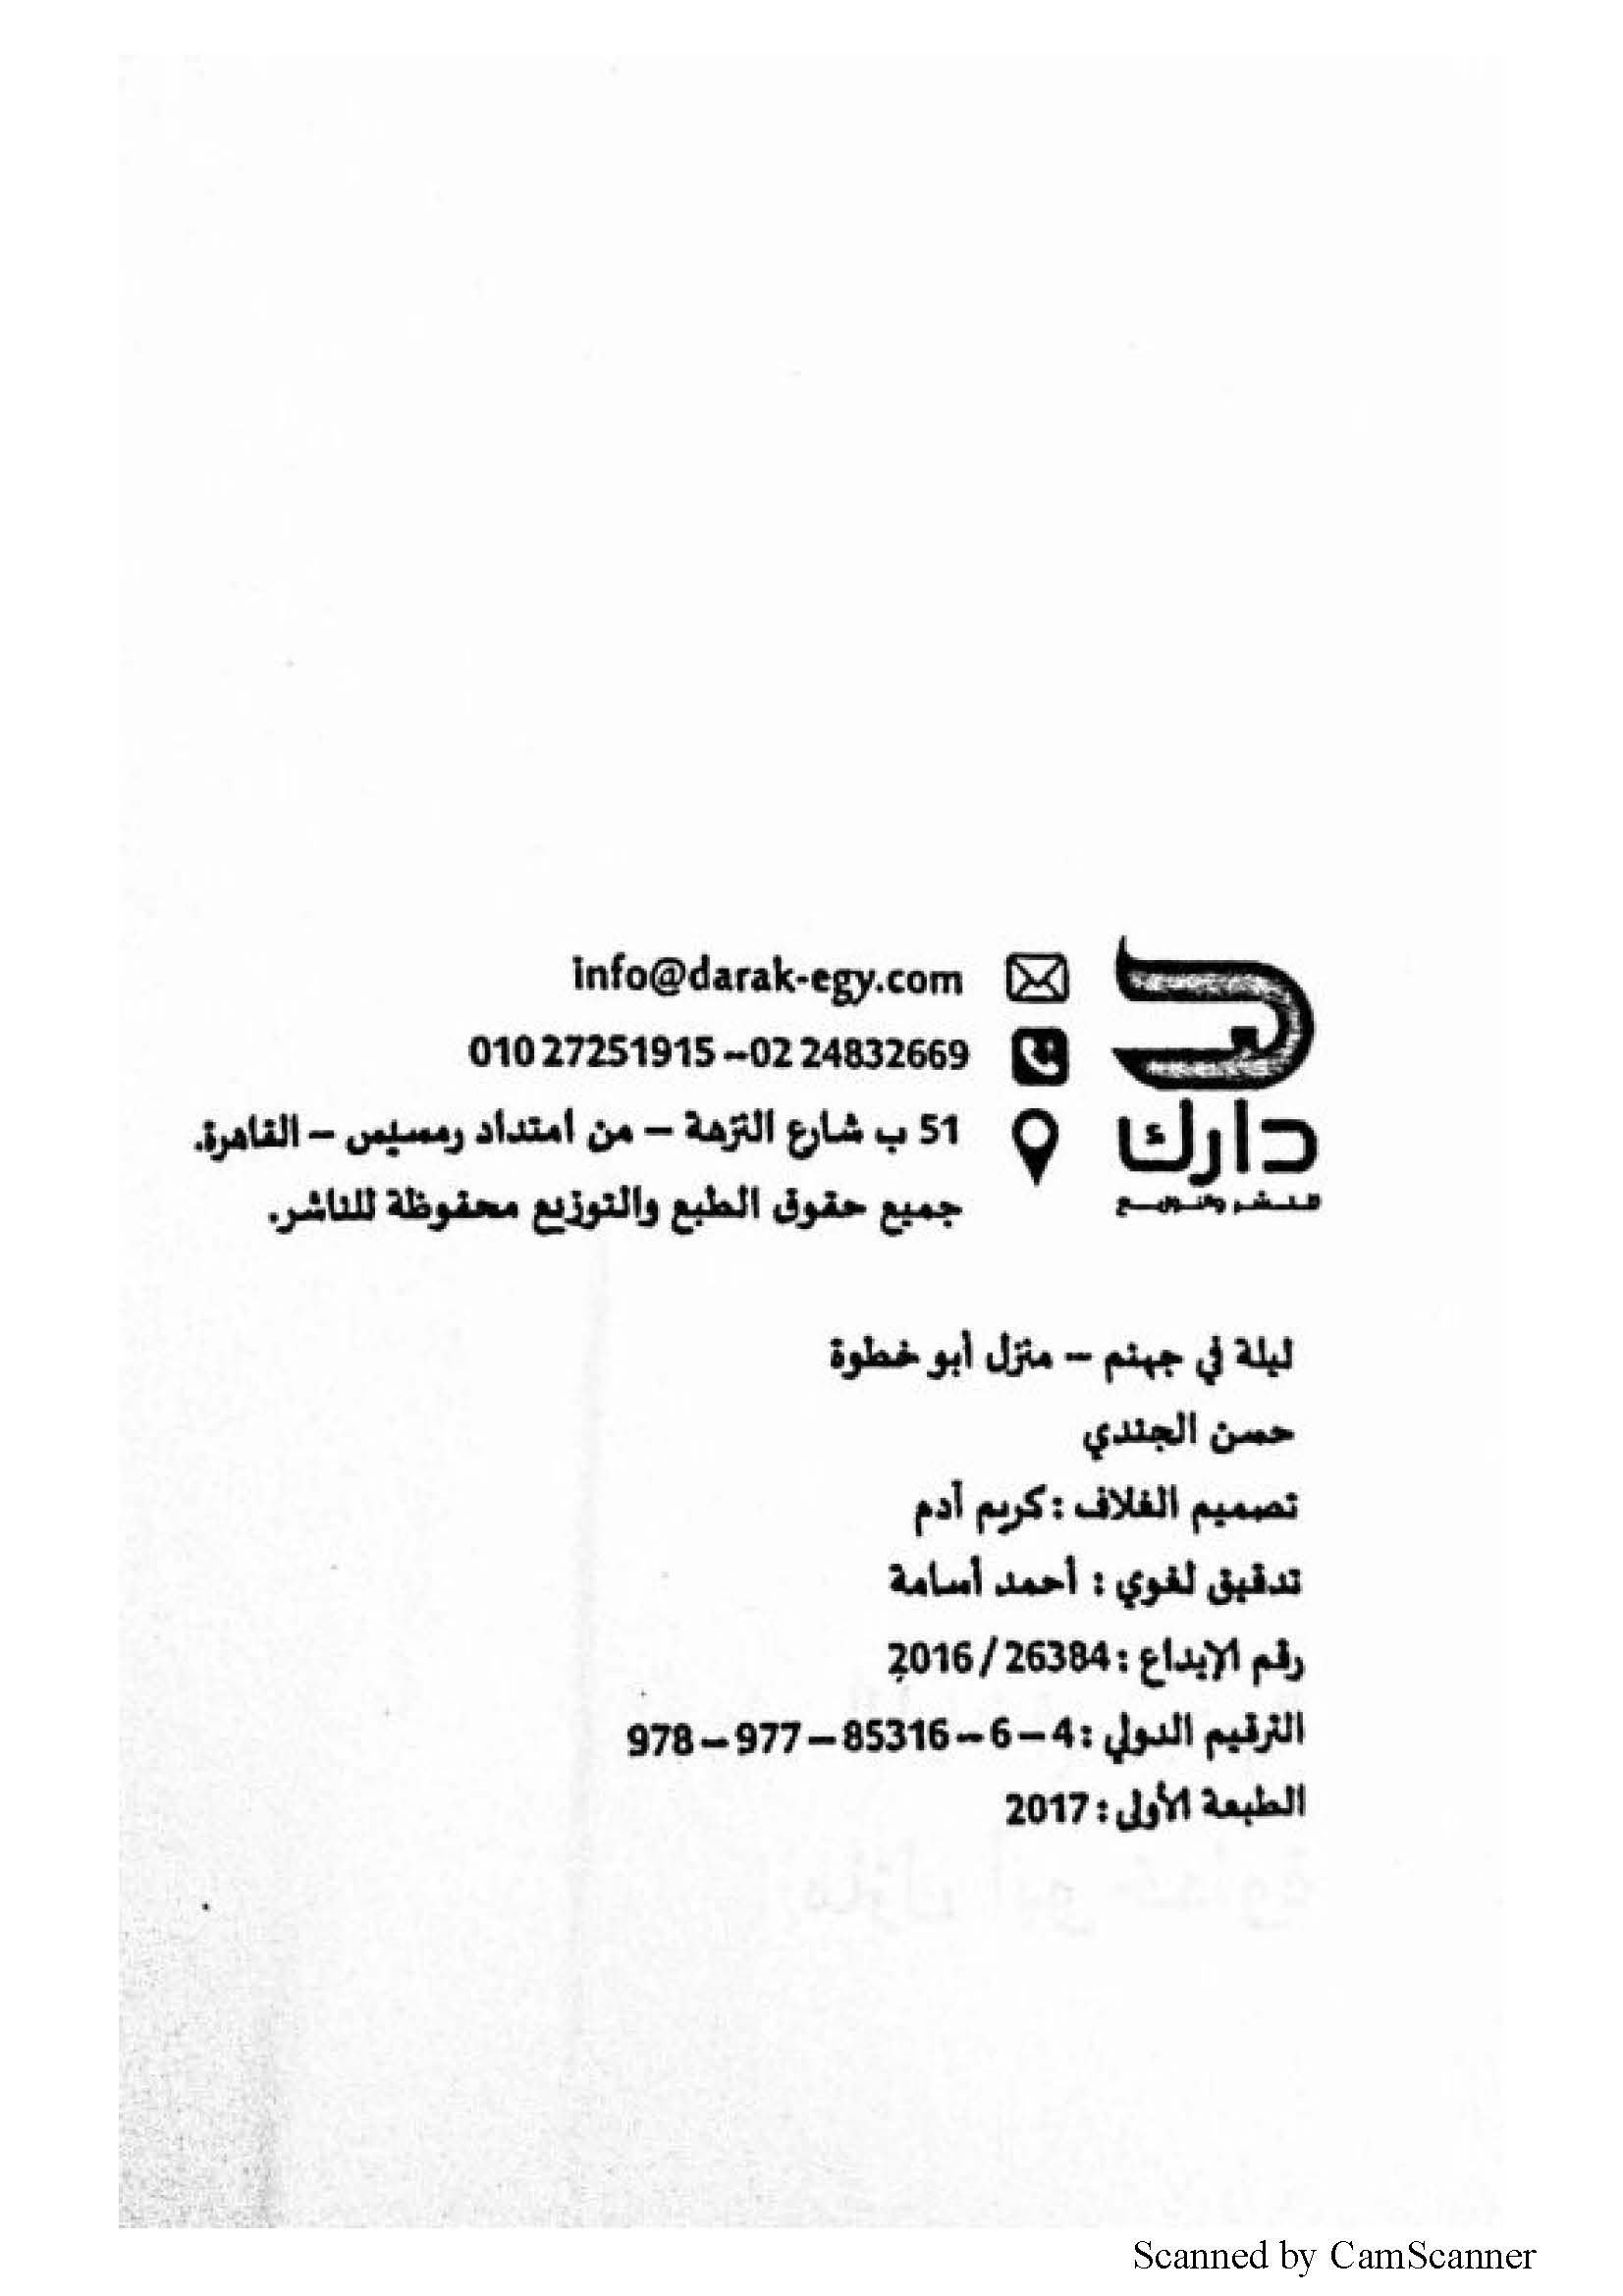 info@darak-egy.com
010 27251915 -- 02 24832669
51 ب شارع النزهة – من امتداد رمسيس – القاهرة.
جميع حقوق الطبع والتوزيع محفوظة للناشر.
دارك
للنشر والتوزيع
ليلة في جهنم – منزل أبو خطوة
حسن الجندي
تصميم الغلاف : كريم آدم
تدقيق لغوي : أحمد أسامة
رقم الإيداع : 26384 / 2016
الترقيم الدولي : 4 – 6 – 85316 – 977 – 978
الطبعة الأولى : 2017
Scanned by CamScanner